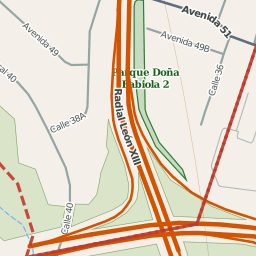 Avenida 51
Avenida 49
Avenida 49B
Parque Doña
Fabiola 2
Calle 36
Calle 38A
Radial León XIII
Calle 40